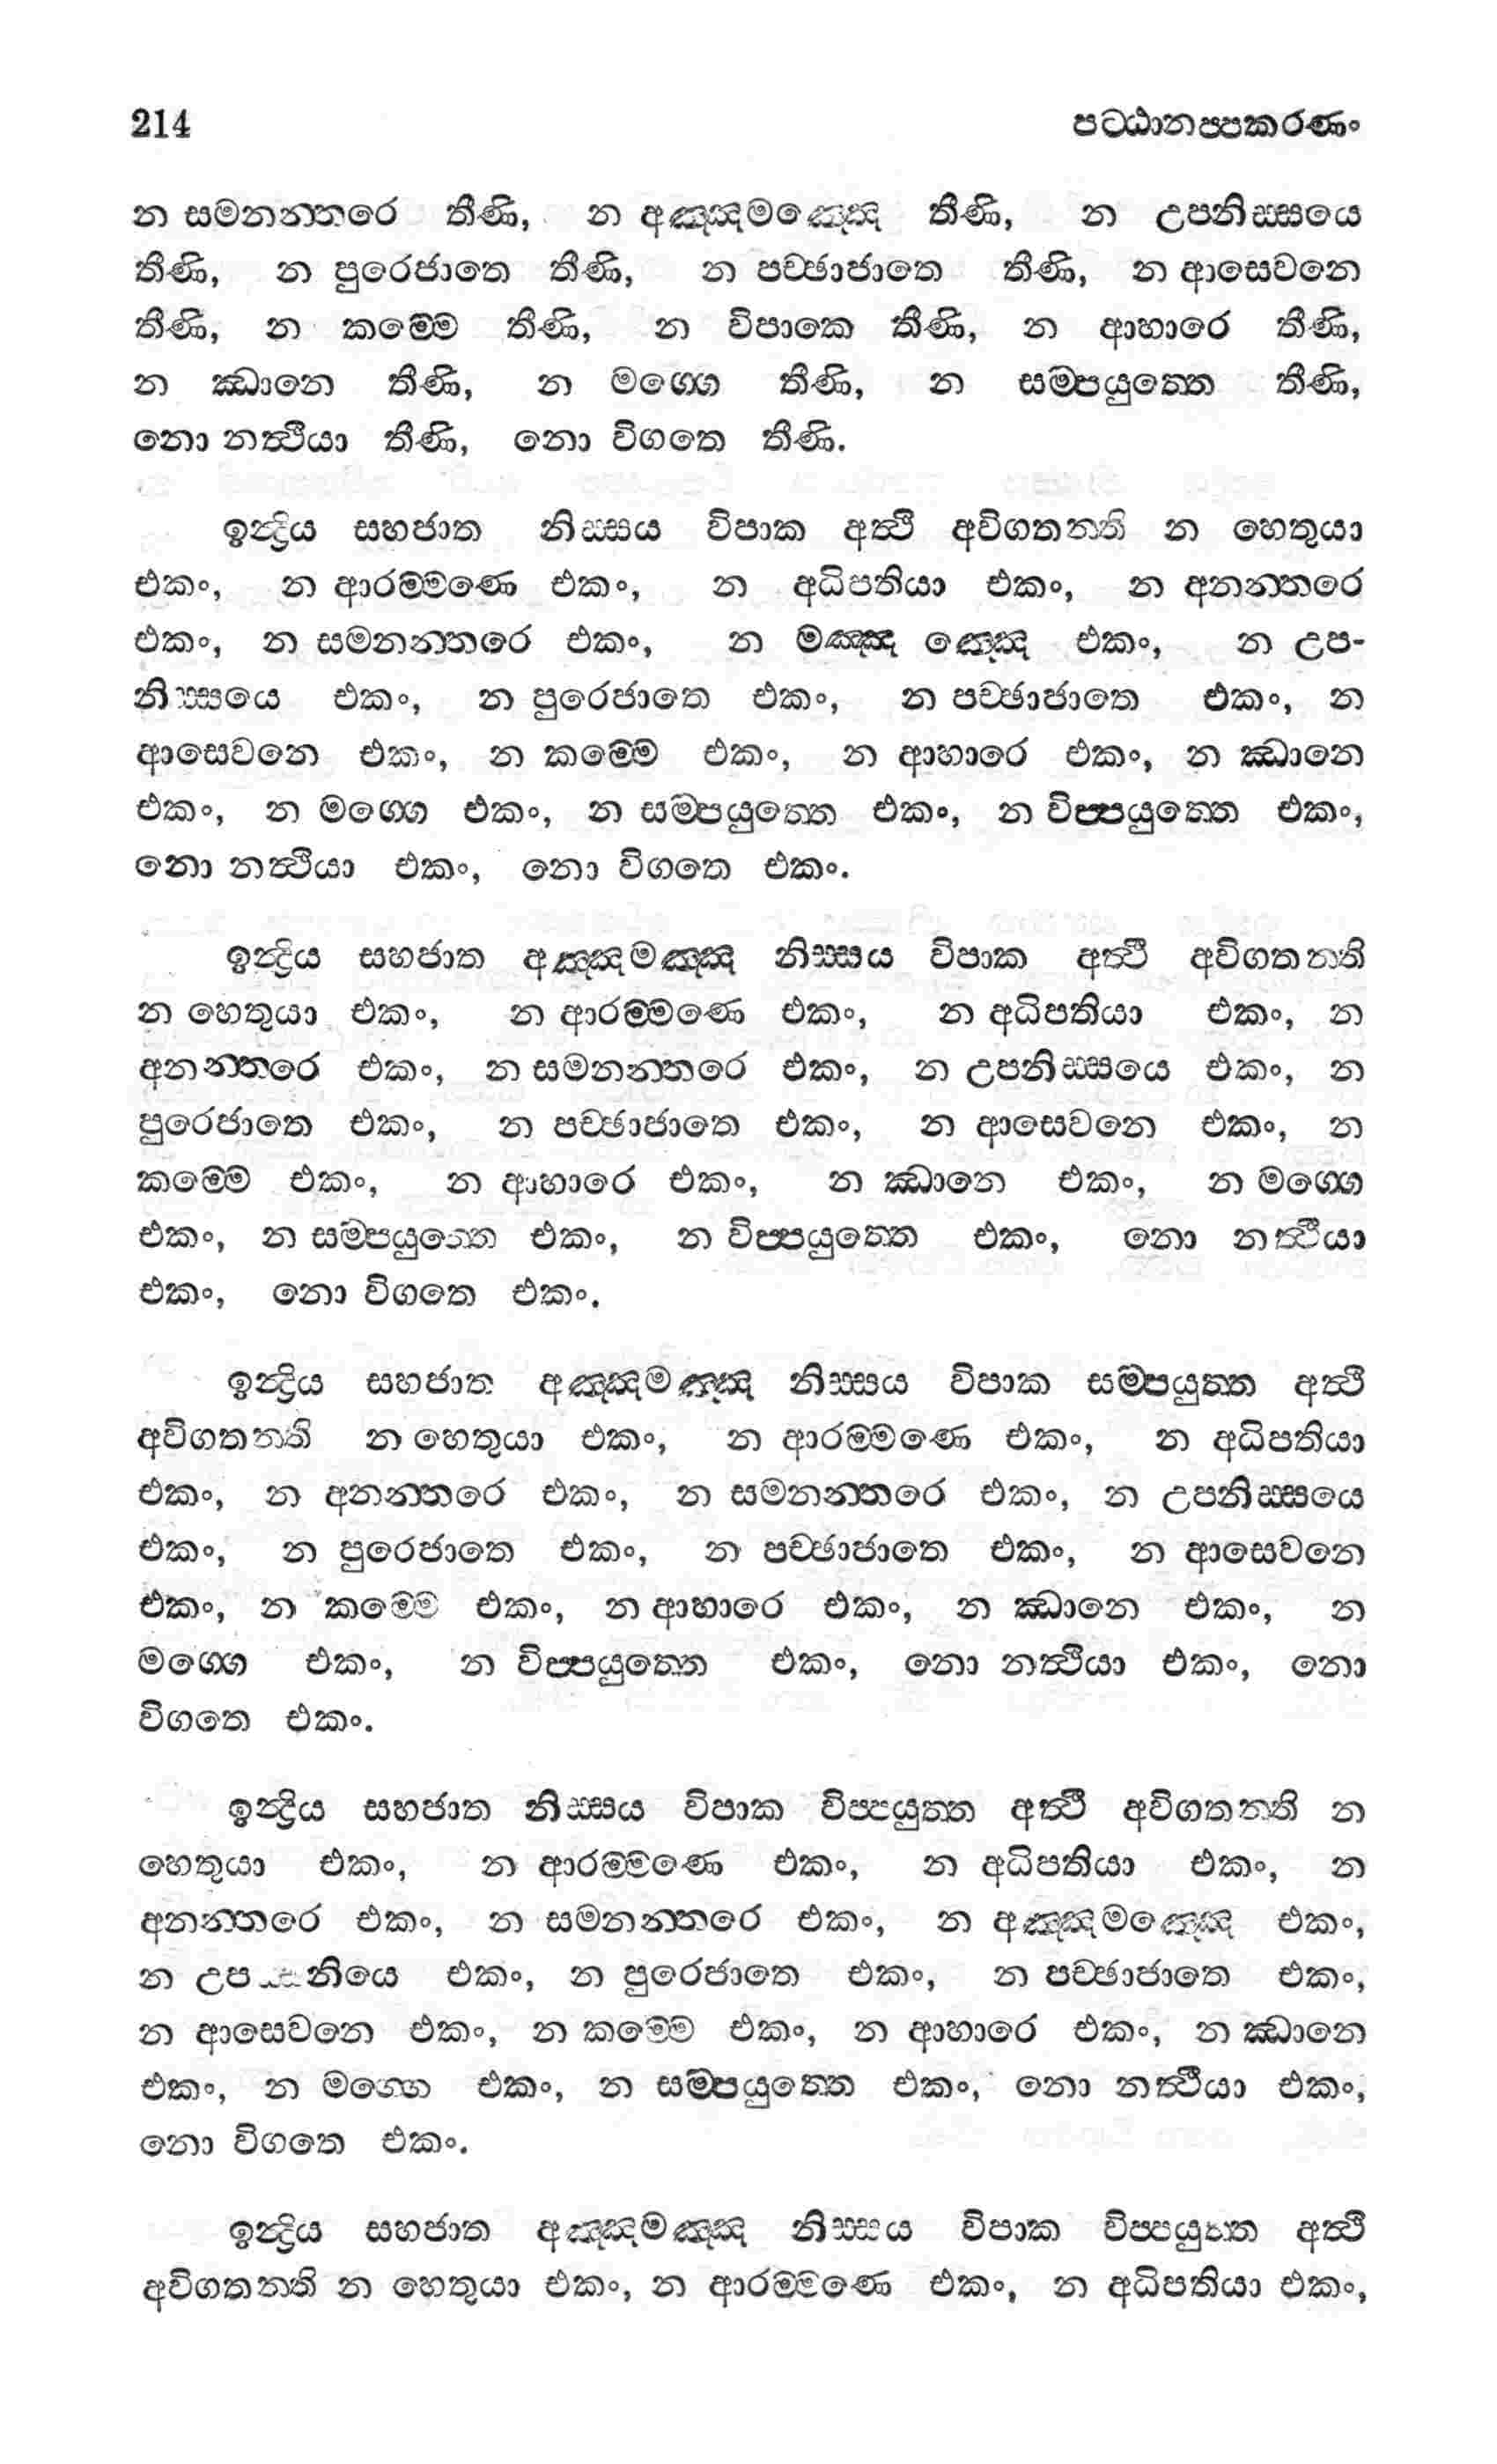 214 පට්ඨානප්පකරණං
න සමනන්තරෙ තීණි, න අඤ්ඤමඤ්ඤෙ තීණි, න උපනිස්සයෙ
තීණි, න පුරෙජාතෙ තීණි, න පච්ඡාජාතෙ තීණි, න ආසෙවනෙ
තීණි, න කම්මෙ තීණි, න විපාකෙ තීණි, න ආහාරෙ තීණි,
න ඣානෙ තීණි, න මග්ගෙ තීණි, න සම්පයුත්තෙ තීණි,
නො නත්ථියා තීණි, නො විගතෙ තීණි.
ඉන්ද්‍රිය සහජාත නිස්සය විපාක අත්ථි අවිගතන්ති න හෙතුයා
එකං, න ආරම්මණෙ එකං, න අධිපතියා එකං, න අනන්තරෙ
එකං, න සමනන්තරෙ එකං, න මඤ්ඤ ඤ්ඤෙ එකං, න උප-
නිස්සයෙ එකං, න පුරෙජාතෙ එකං, න පච්ඡාජාතෙ එකං, න
ආසෙවනෙ එකං, න කම්මෙ එකං, න ආහාරෙ එකං, න ඣානෙ
එකං, න මග්ගෙ එකං, න සම්පයුත්තෙ එකං, න විප්පයුත්තෙ එකං,
නො නත්ථියා එකං, නො විගතෙ එකං.
ඉන්ද්‍රිය සහජාත අඤ්ඤමඤ්ඤ නිස්සය විපාක අත්ථි අවිගතන්ති
න හෙතුයා එකං, න ආරම්මණෙ එකං, න අධිපතියා එකං, න
අනන්තරෙ එකං, න සමනන්තරෙ එකං, න උපනිස්සයෙ එකං, න
පුරෙජාතෙ එකං, න පච්ඡාජාතෙ එකං, න ආසෙවනෙ එකං, න
කම්මෙ එකං, න ආහාරෙ එකං, න ඣානෙ එකං, න මග්ගෙ
එකං, න සම්පයුත්තෙ එකං, න විප්පයුත්තෙ එකං, නො නත්ථියා
එකං, නො විගතෙ එකං.
ඉන්ද්‍රිය සහජාත අඤ්ඤමඤ්ඤ නිස්සය විපාක සම්පයුත්ත අත්ථි
අවිගතන්ති න හෙතුයා එකං, න ආරම්මණෙ එකං, න අධිපතියා
එකං, න අනන්තරෙ එකං, න සමනන්තරෙ එකං, න උපනිස්සයෙ
එකං, න පුරෙජාතෙ එකං, න පච්ඡාජාතෙ එකං, න ආසෙවනෙ
එකං, න කම්මෙ එකං, න ආහාරෙ එකං, න ඣානෙ එකං, න
මග්ගෙ එකං, න විප්පයුත්තෙ එකං, නො නත්ථියා එකං, නො
විගතෙ එකං.
ඉන්ද්‍රිය සහජාත නිස්සය විපාක විප්පයුත්ත අත්ථි අවිගතන්ති න
හෙතුයා එකං, න ආරම්මණෙ එකං, න අධිපතියා එකං, න
අනන්තරෙ එකං, න සමනන්තරෙ එකං, න අඤ්ඤමඤ්ඤෙ එකං,
න එකං, න පුරෙජාතෙ එකං, න පච්ඡාජාතෙ එකං,
න ආසෙවනෙ එකං, න කම්මෙ එකං, න ආහාරෙ එකං, න ඣානෙ
එකං, න මග්ගෙ එකං, න සම්පයුත්තෙ එකං, නො නත්ථියා එකං,
නො විගතෙ එකං.
ඉන්ද්‍රිය සහජාත අඤ්ඤමඤ්ඤ නිස්සය විපාක විප්පයුත්ත අත්ථි
අවිගතන්ති න හෙතුයා එකං, න ආරම්මණෙ එකං, න අධිපතියා එකං,